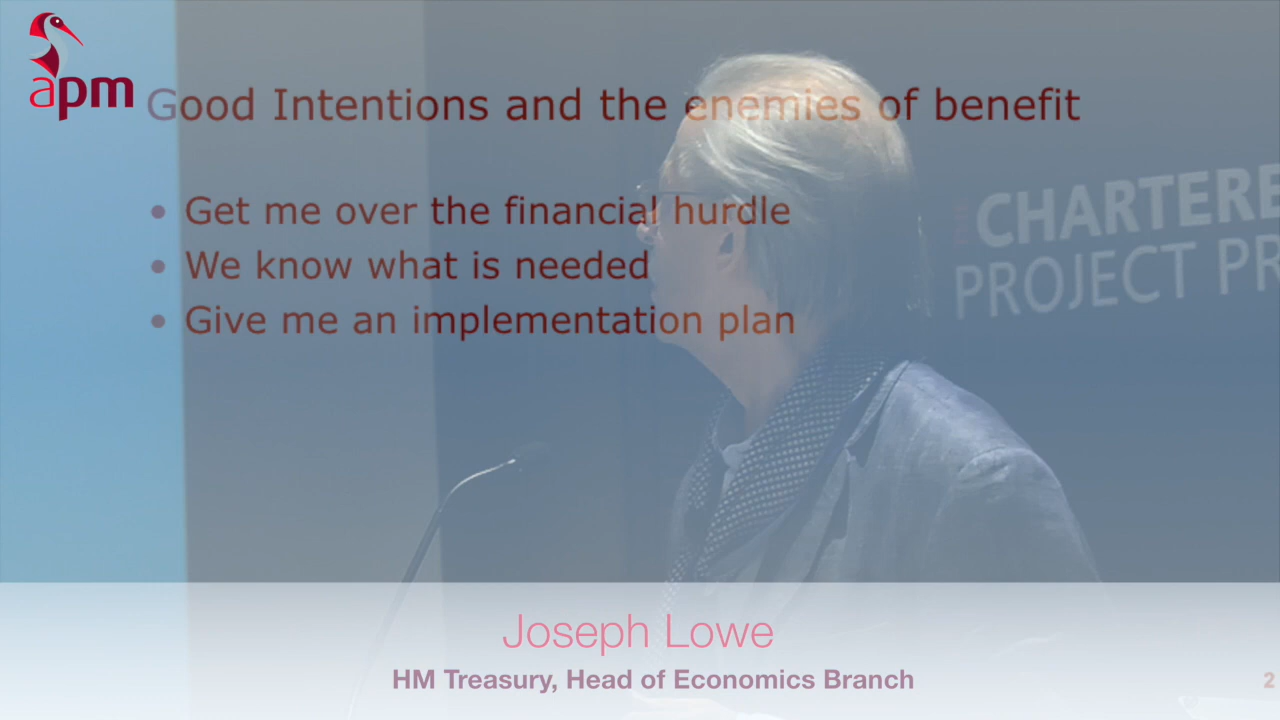 apm
Good Intentions and the enemies of benefit
• Get me over the financial hurdle
• We know what is needed
• Give me an implementation plan
CHARTERE
PROJECT PR
Joseph Lowe
HM Treasury, Head of Economics Branch
2